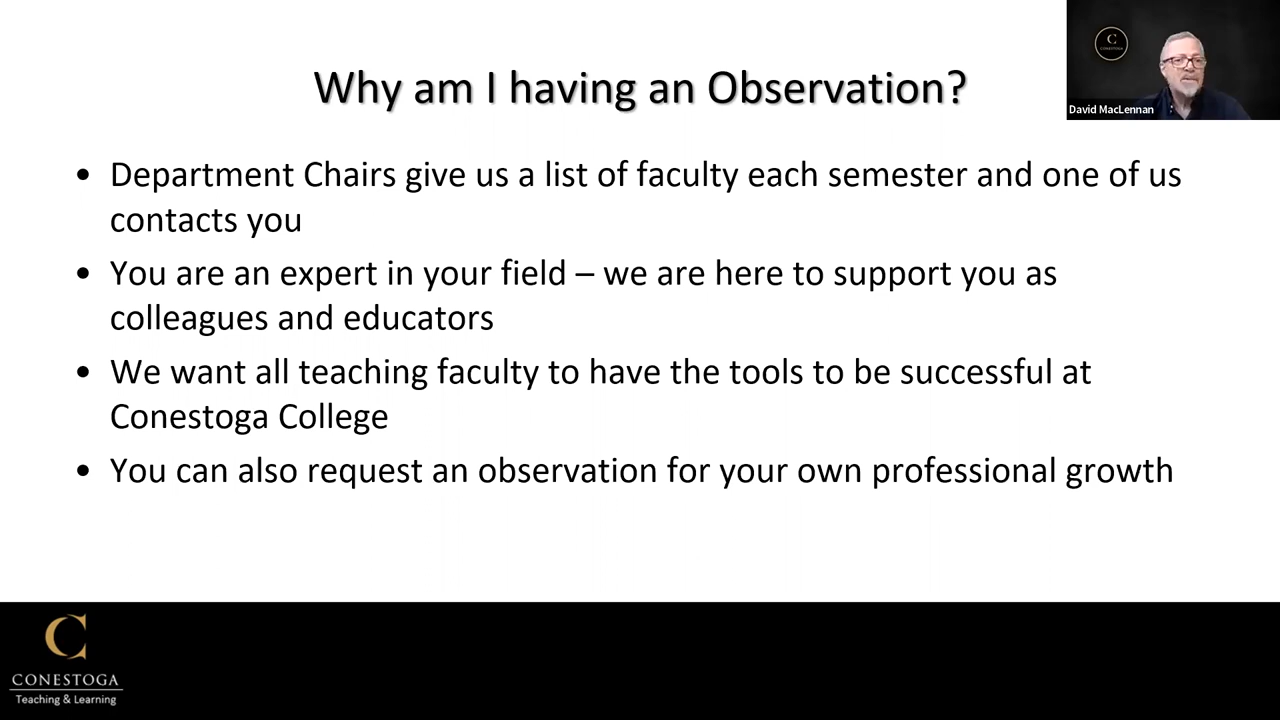 Why am I having an Observation?
C
CONESTOGA
David MacLennan
• Department Chairs give us a list of faculty each semester and one of us
contacts you
• You are an expert in your field – we are here to support you as
colleagues and educators
• We want all teaching faculty to have the tools to be successful at
Conestoga College
• You can also request an observation for your own professional growth
C
CONESTOGA
Teaching & Learning